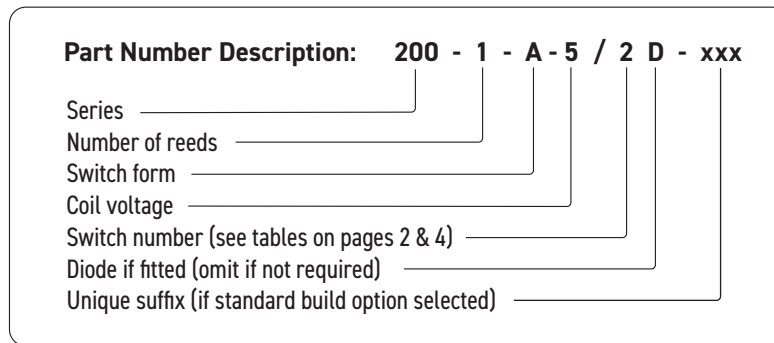 Part Number Description: 200 - 1 - A - 5 / 2 D - xxx
Series
Number of reeds
Switch form
Coil voltage
Switch number (see tables on pages 2 & 4)
Diode if fitted (omit if not required)
Unique suffix (if standard build option selected)